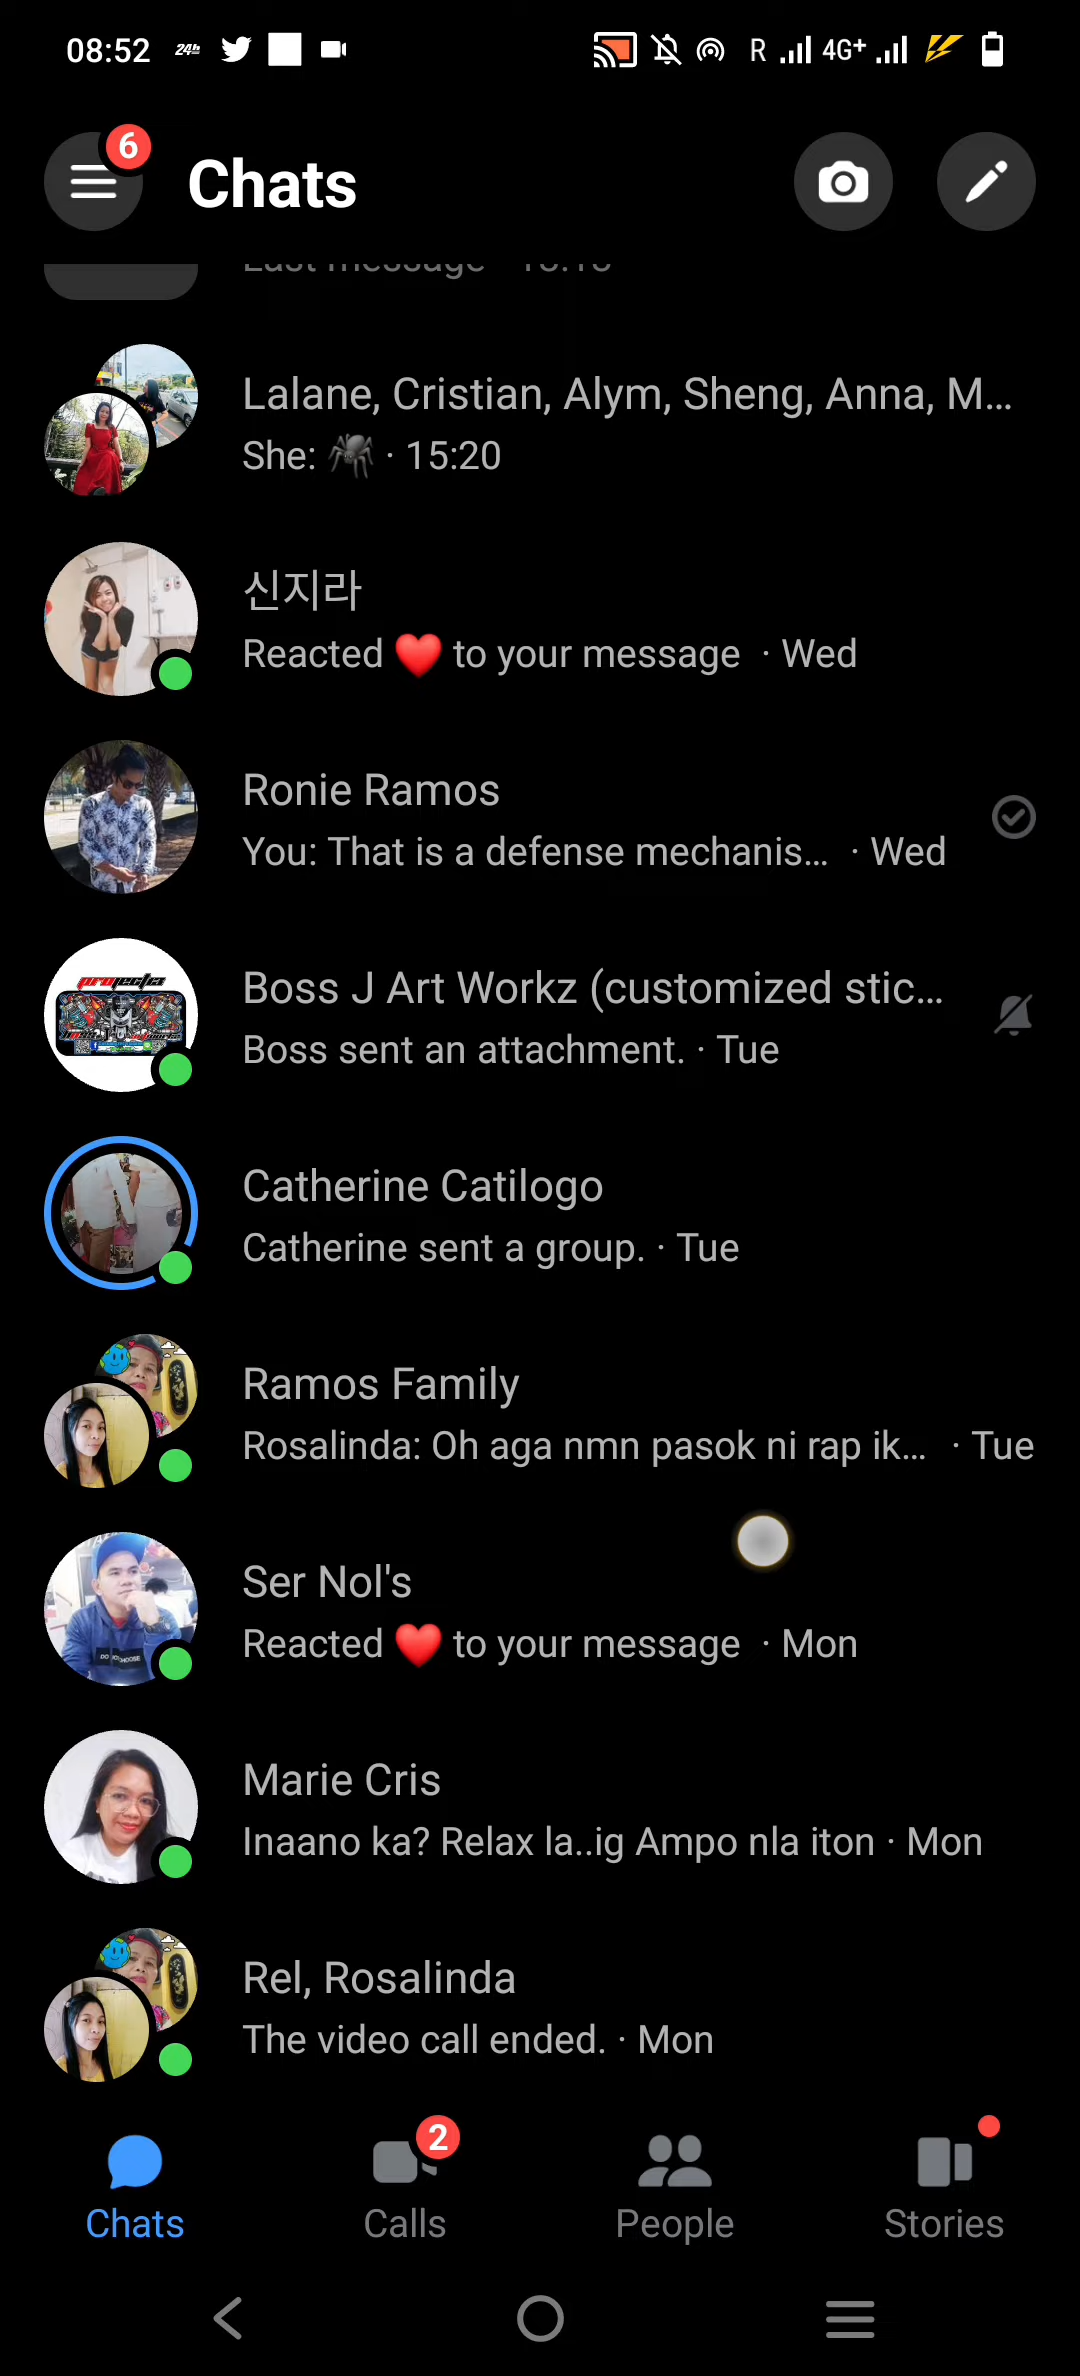 08:52 24h R 4G+
6
Chats
Last message
Lalane, Cristian, Alym, Sheng, Anna, M...
She: 🕷 · 15:20
신지라
Reacted ❤ to your message · Wed
Ronie Ramos
You: That is a defense mechanis... · Wed
Boss J Art Workz (customized stic...
Boss sent an attachment. · Tue
Catherine Catilogo
Catherine sent a group. · Tue
Ramos Family
Rosalinda: Oh aga nmn pasok ni rap ik... · Tue
Ser Nol's
Reacted ❤ to your message · Mon
Marie Cris
Inaano ka? Relax la..ig Ampo nla iton · Mon
Rel, Rosalinda
The video call ended. · Mon
2
Chats Calls People Stories